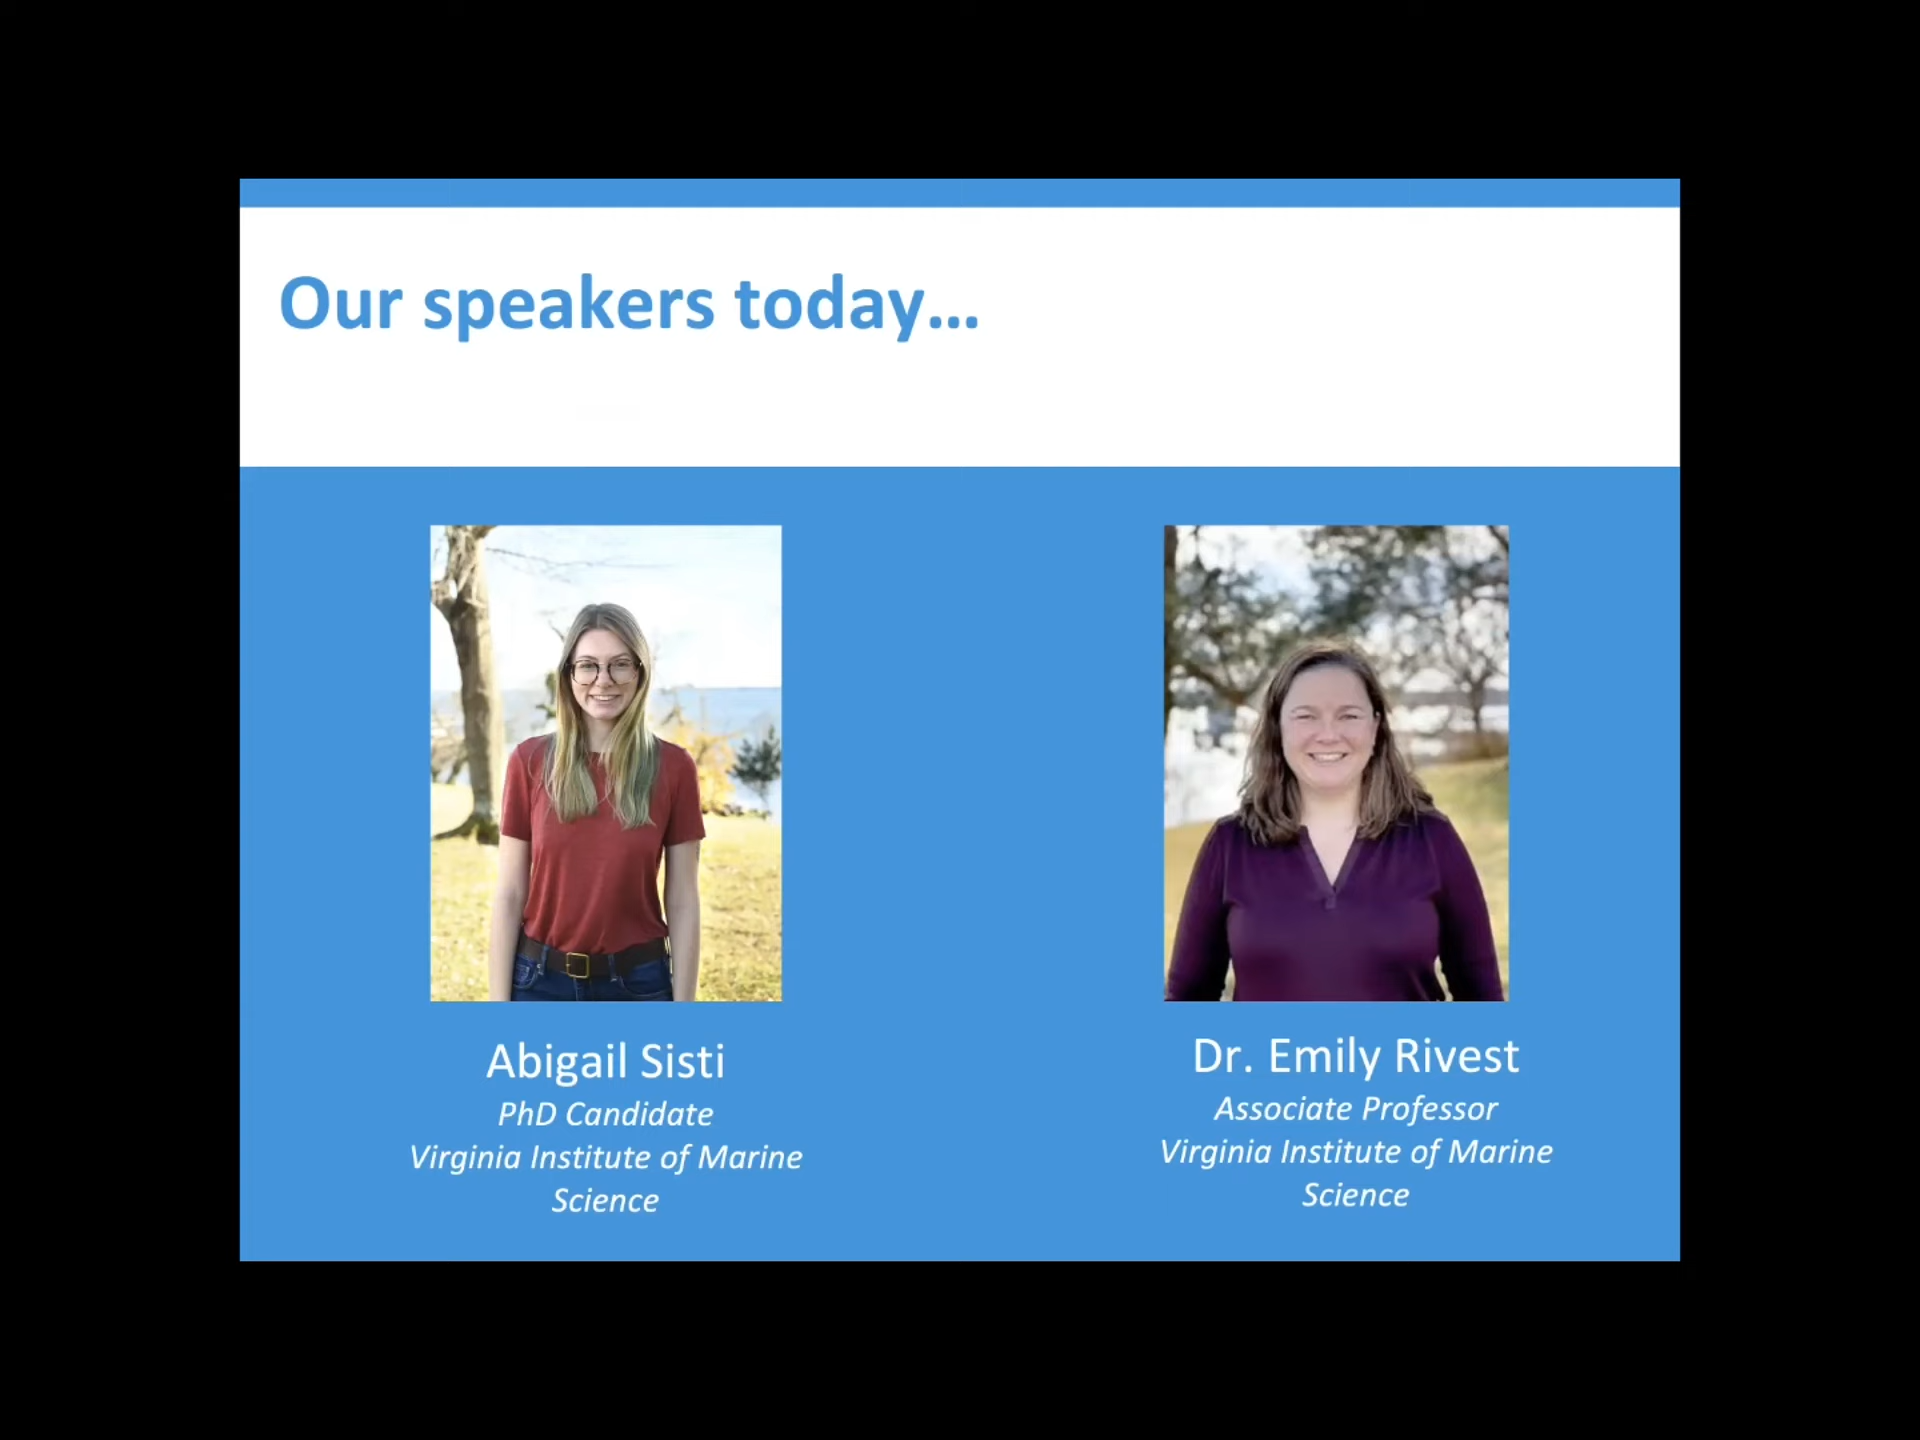 Our speakers today...
Abigail Sisti
PhD Candidate
Virginia Institute of Marine
Science
Dr. Emily Rivest
Associate Professor
Virginia Institute of Marine
Science